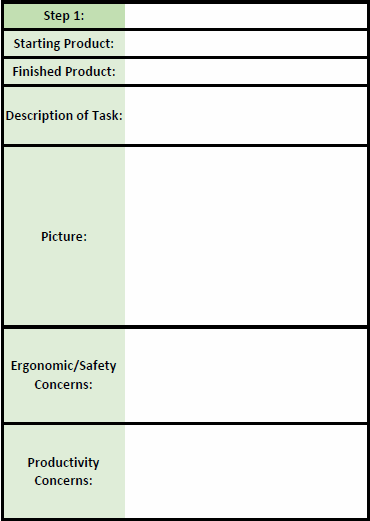 Step 1:
Starting Product:
Finished Product:
Description of Task:
Picture:
Ergonomic/Safety
Concerns:
Productivity
Concerns: